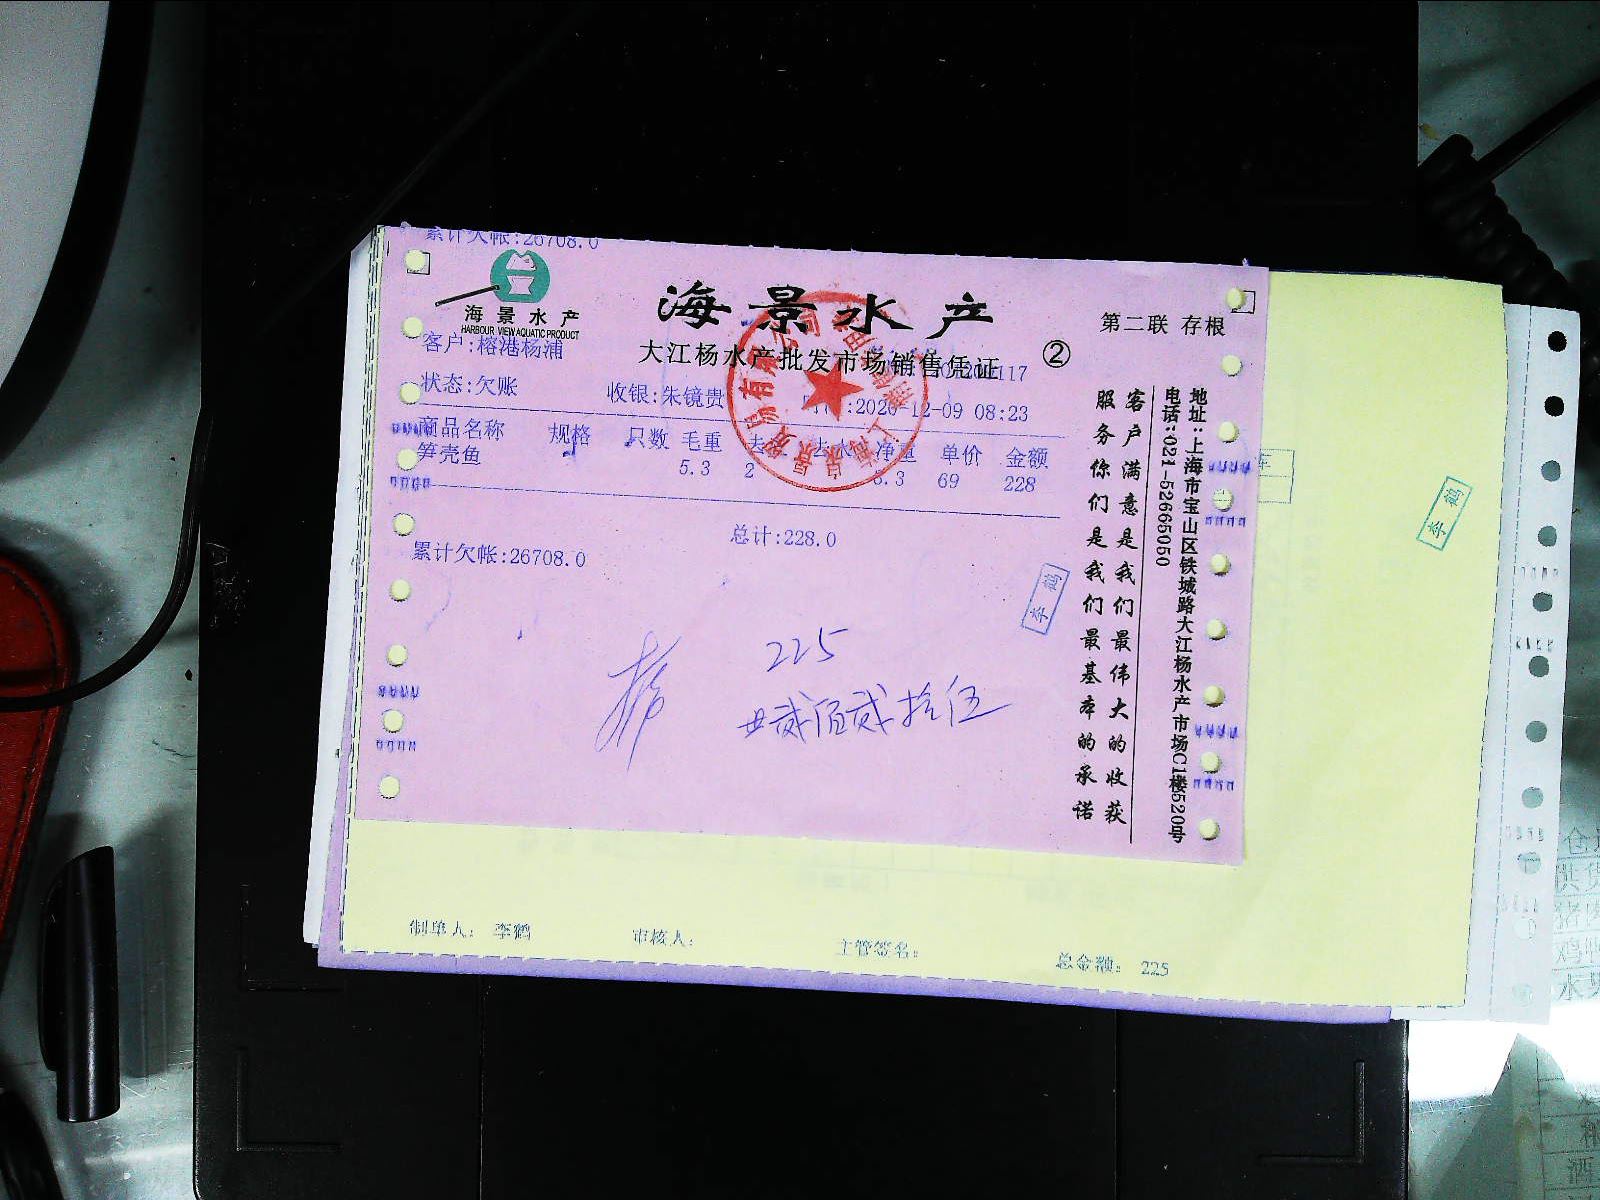 累计欠帐:26708.0
海景水产
HARBOUR VIEW AQUATIC PRODUCT
海景水产
第二联 存根
大江杨水产批发市场销售凭证 ②
客户:榕港杨浦
状态:欠账 收银:朱镜贵 :2020-12-09 08:23
商品名称 规格 只数 毛重 去 去水 净重 单价 金额
笋壳鱼 5.3 2 3.3 69 228
总计:228.0
累计欠帐:26708.0
李鹤
225
贰佰贰拾伍
客户满意是我们最伟大的收获
服务你们是我们最基本的承诺
地址:上海市宝山区铁城路大江杨水产市场C1楼520号
电话:021-52665050
车
李鹤
制单人: 李鹤 审核人: 主管签名: 总金额: 225